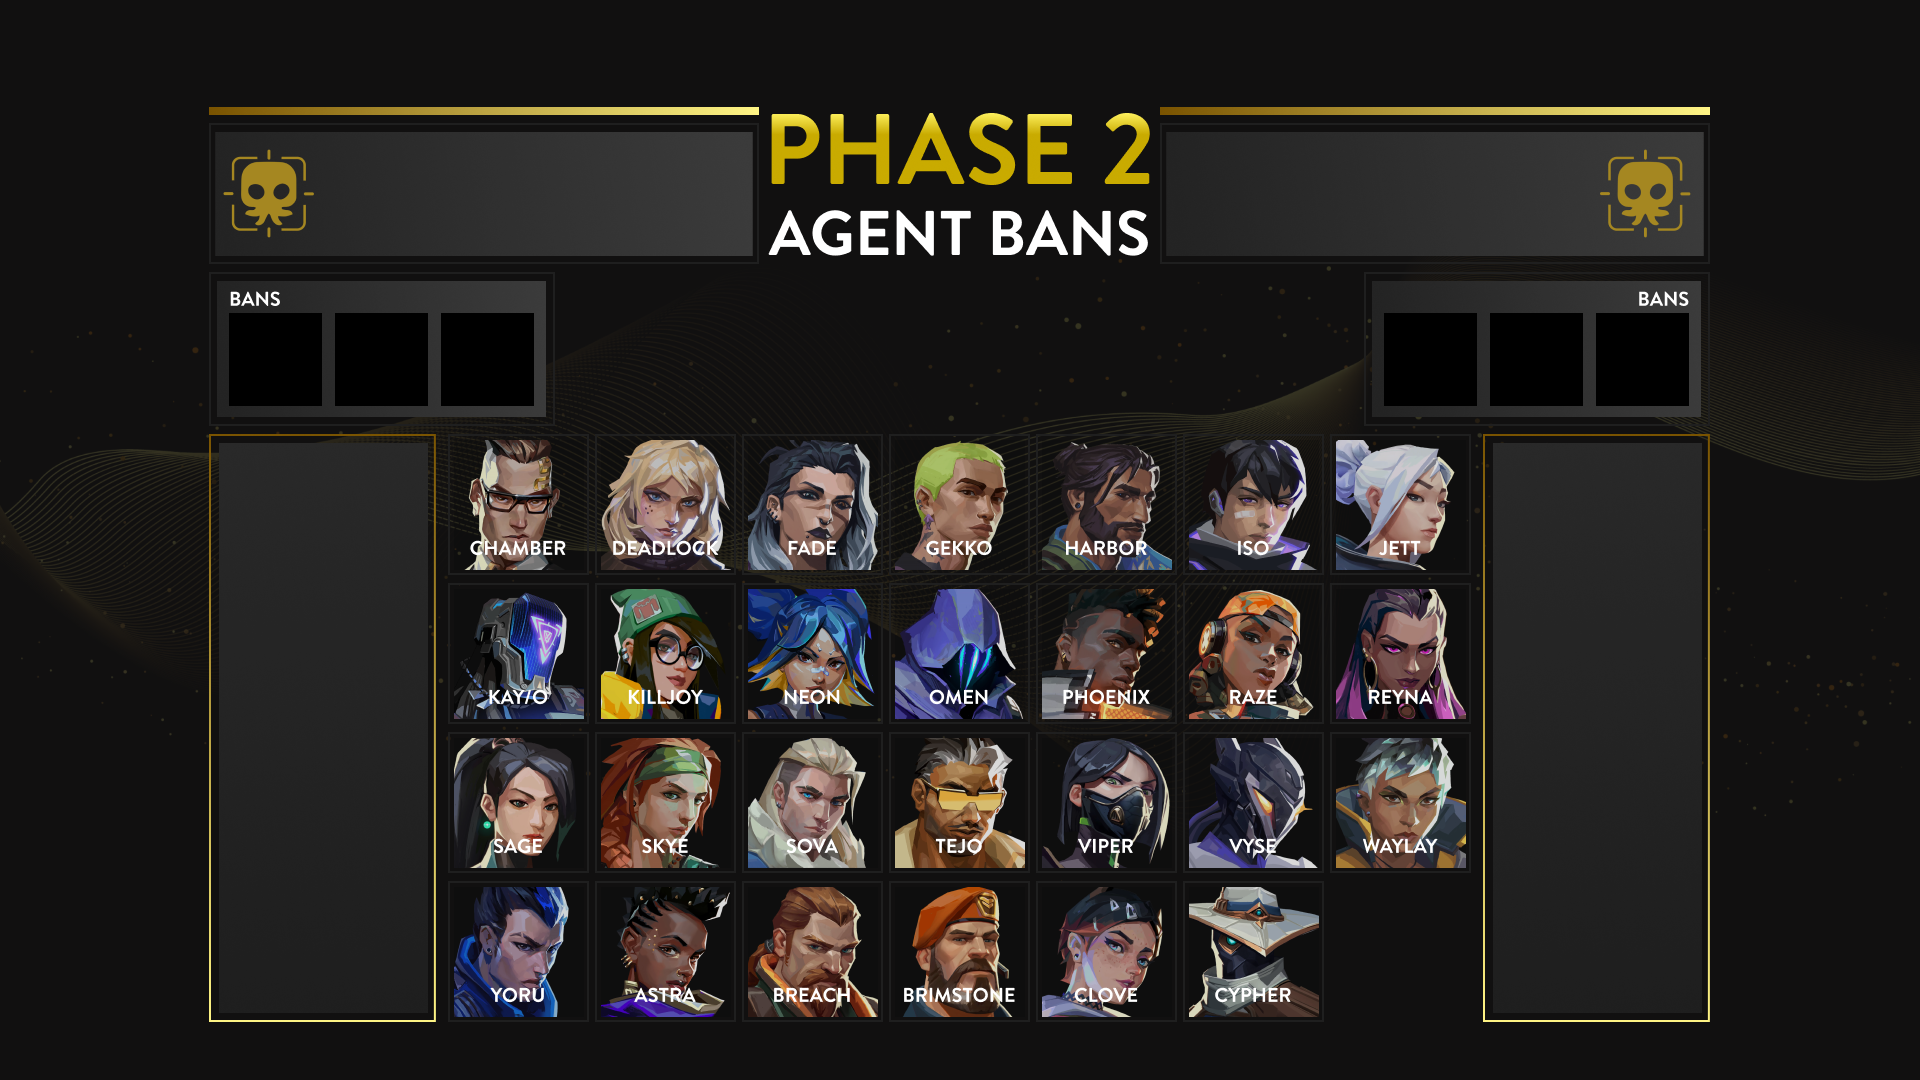 PHASE 2
AGENT BANS
BANS
BANS
CHAMBER
DEADLOCK
FADE
GEKKO
HARBOR
ISO
JETT
KAY/O
KILLJOY
NEON
OMEN
PHOENIX
RAZE
REYNA
SAGE
SKYE
SOVA
TEJO
VIPER
VYSE
WAYLAY
YORU
ASTRA
BREACH
BRIMSTONE
CLOVE
CYPHER